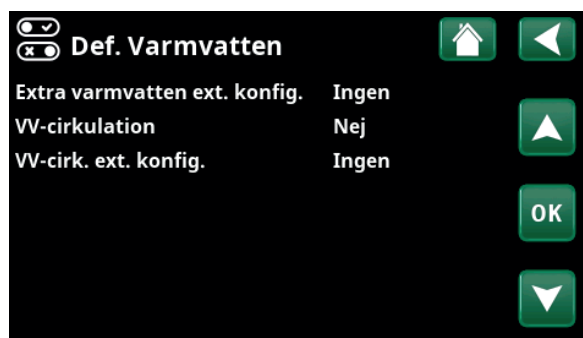 Def. Varmvatten
Extra varmvatten ext. konfig. Ingen
VV-cirkulation Nej
VV-cirk. ext. konfig. Ingen
OK